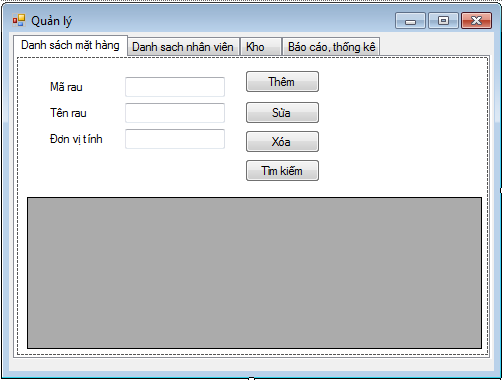 Quản lý
Danh sách mặt hàng Danh sach nhân viên Kho Báo cáo, thống kê
Mã rau
Thêm
Tên rau
Sửa
Đơn vị tính
Xóa
Tìm kiếm